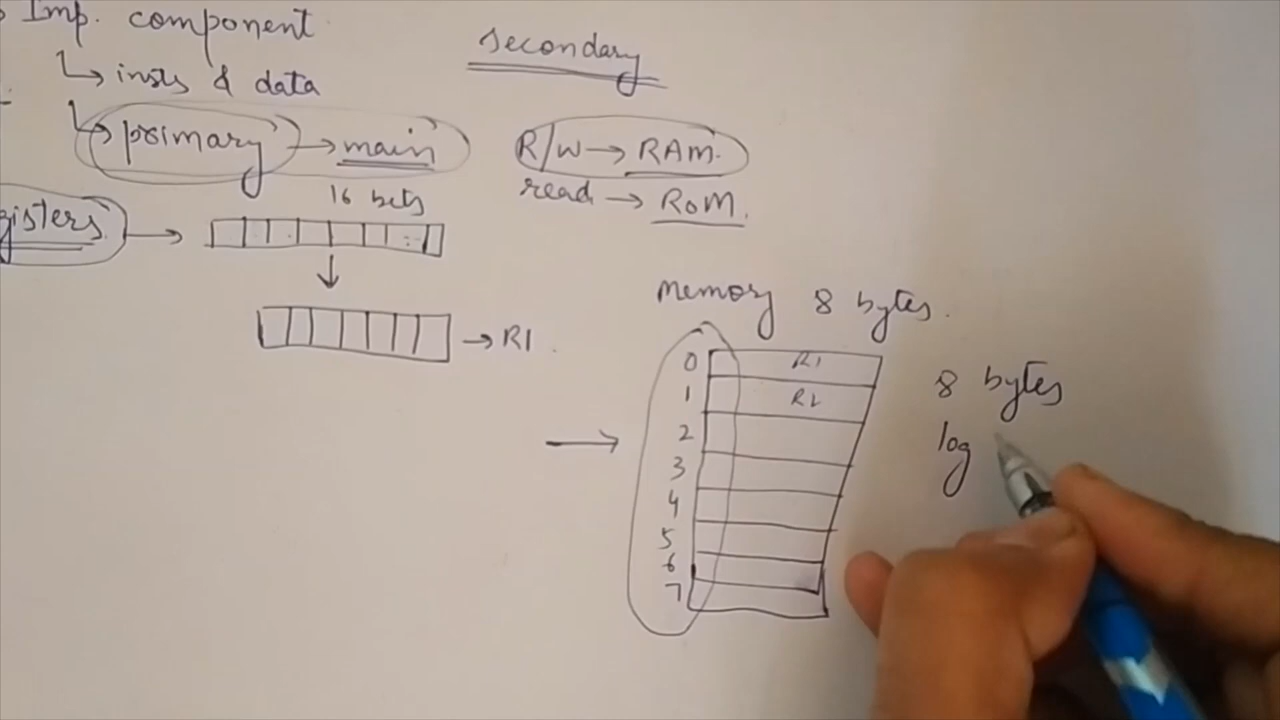 Imp. component
secondary
insts & data
primary → main
R/W → RAM.
read → ROM.
16 bits
gisters →
→ R1.
Memory 8 bytes.
0 R1
1 R2
2
3
4
5
6
7
8 bytes
log